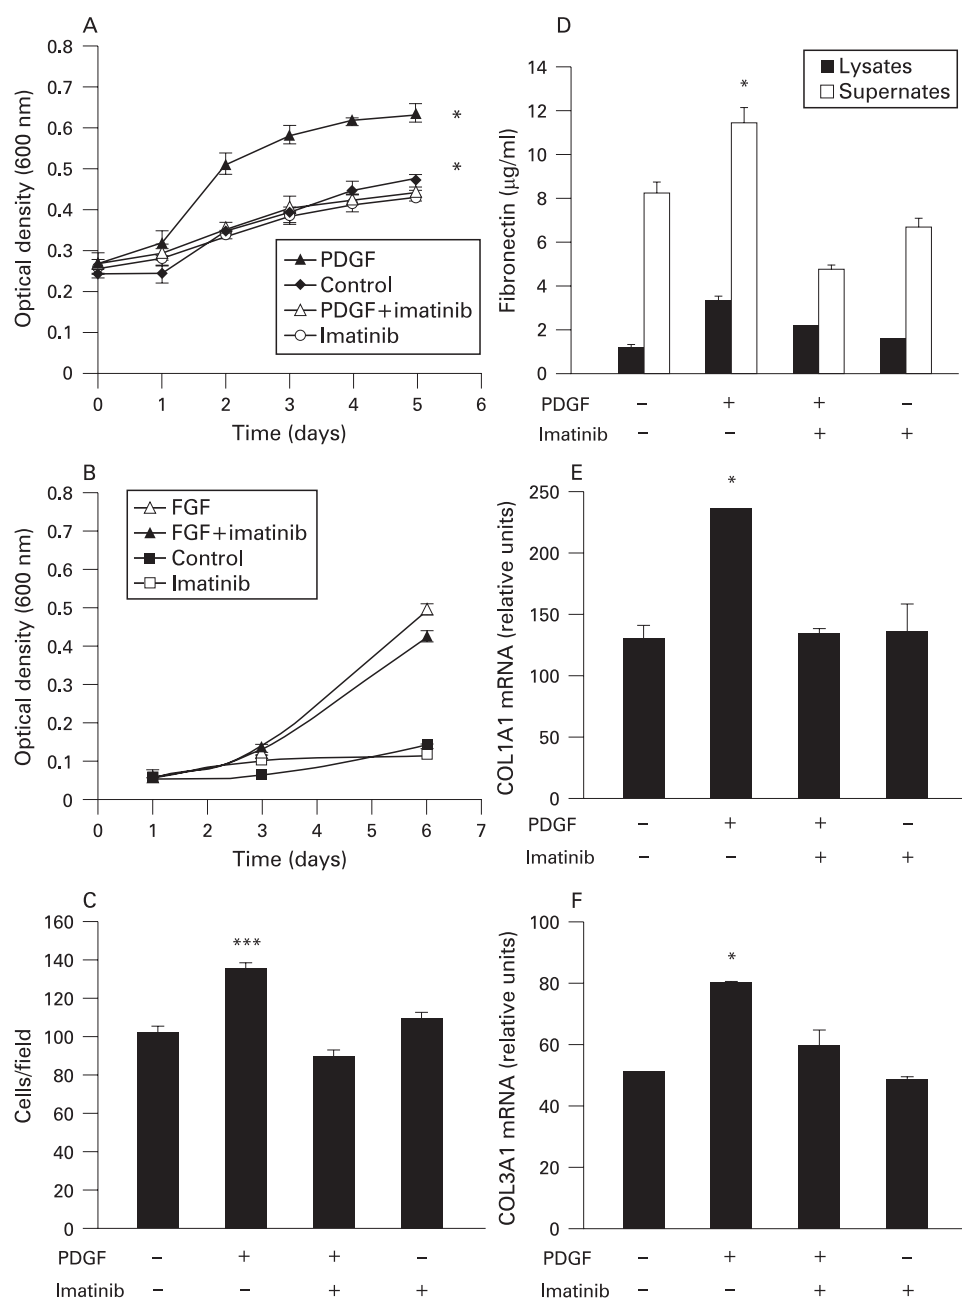 A
0.8
0.7
0.6
0.5
0.4
0.3
0.2
0.1
0
Optical density (600 nm)
*
*
PDGF
Control
PDGF+imatinib
Imatinib
0 1 2 3 4 5 6
Time (days)
B
0.8
0.7
0.6
0.5
0.4
0.3
0.2
0.1
0
Optical density (600 nm)
FGF
FGF+imatinib
Control
Imatinib
0 1 2 3 4 5 6 7
Time (days)
C
160
140
120
100
80
60
40
20
0
Cells/field
***
PDGF – + + –
Imatinib – – + +
D
Lysates
Supernates
14
12
10
8
6
4
2
0
Fibronectin (μg/ml)
*
PDGF – + + –
Imatinib – – + +
E
250
200
150
100
50
0
COL1A1 mRNA (relative units)
*
PDGF – + + –
Imatinib – – + +
F
100
80
60
40
20
0
COL3A1 mRNA (relative units)
*
PDGF – + + –
Imatinib – – + +